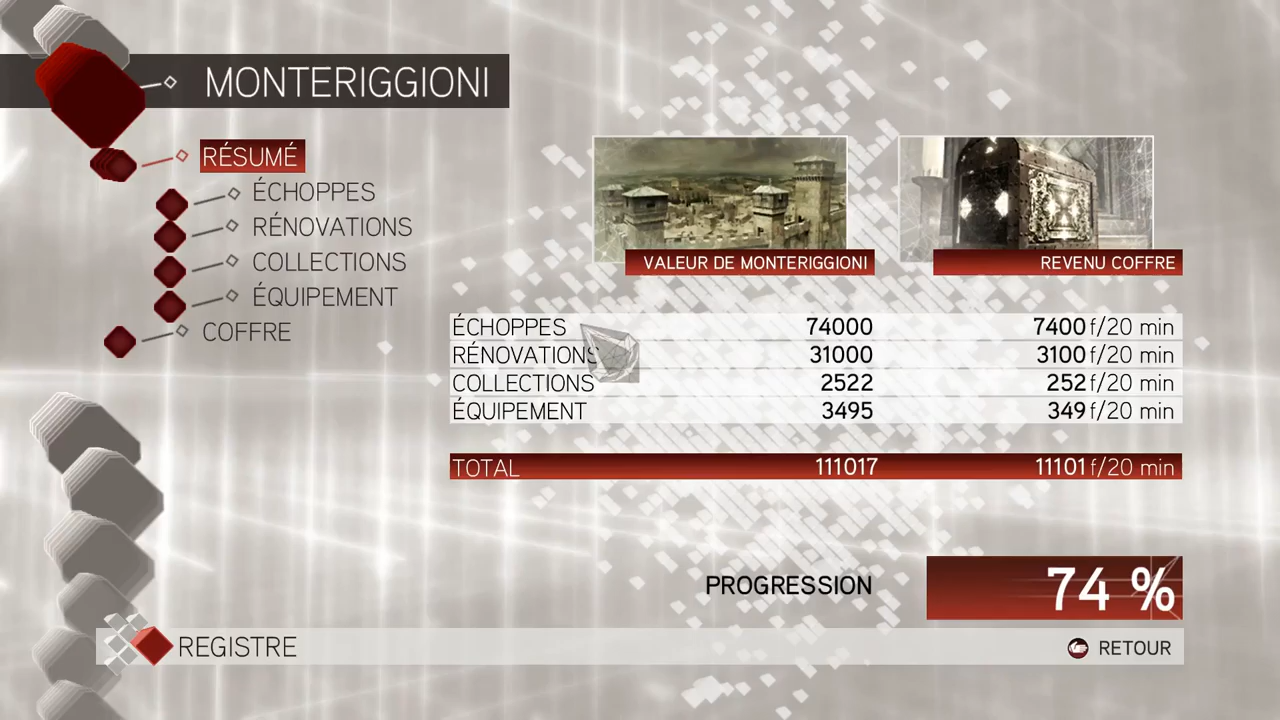 MONTERIGGIONI
RÉSUMÉ
ÉCHOPPES
RÉNOVATIONS
COLLECTIONS
ÉQUIPEMENT
COFFRE
VALEUR DE MONTERIGGIONI
REVENU COFFRE
ÉCHOPPES 74000 7400 f/20 min
RÉNOVATIONS 31000 3100 f/20 min
COLLECTIONS 2522 252 f/20 min
ÉQUIPEMENT 3495 349 f/20 min
TOTAL 111017 11101 f/20 min
PROGRESSION 74 %
REGISTRE
RETOUR